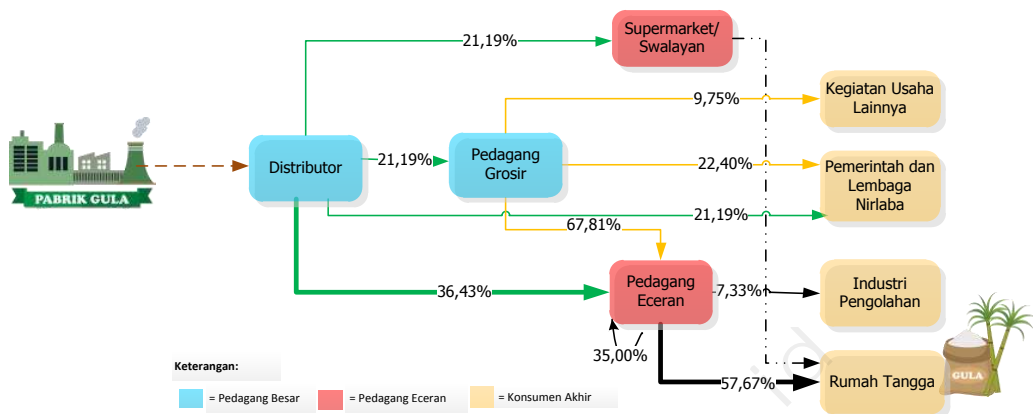 Supermarket/
Swalayan
21,19%
Kegiatan Usaha
Lainnya
9,75%
PABRIK GULA
Distributor
21,19%
Pedagang
Grosir
22,40%
Pemerintah dan
Lembaga
Nirlaba
21,19%
67,81%
36,43%
Pedagang
Eceran
7,33%
Industri
Pengolahan
35,00%
57,67%
Rumah Tangga
GULA
id
Keterangan:
= Pedagang Besar
= Pedagang Eceran
= Konsumen Akhir